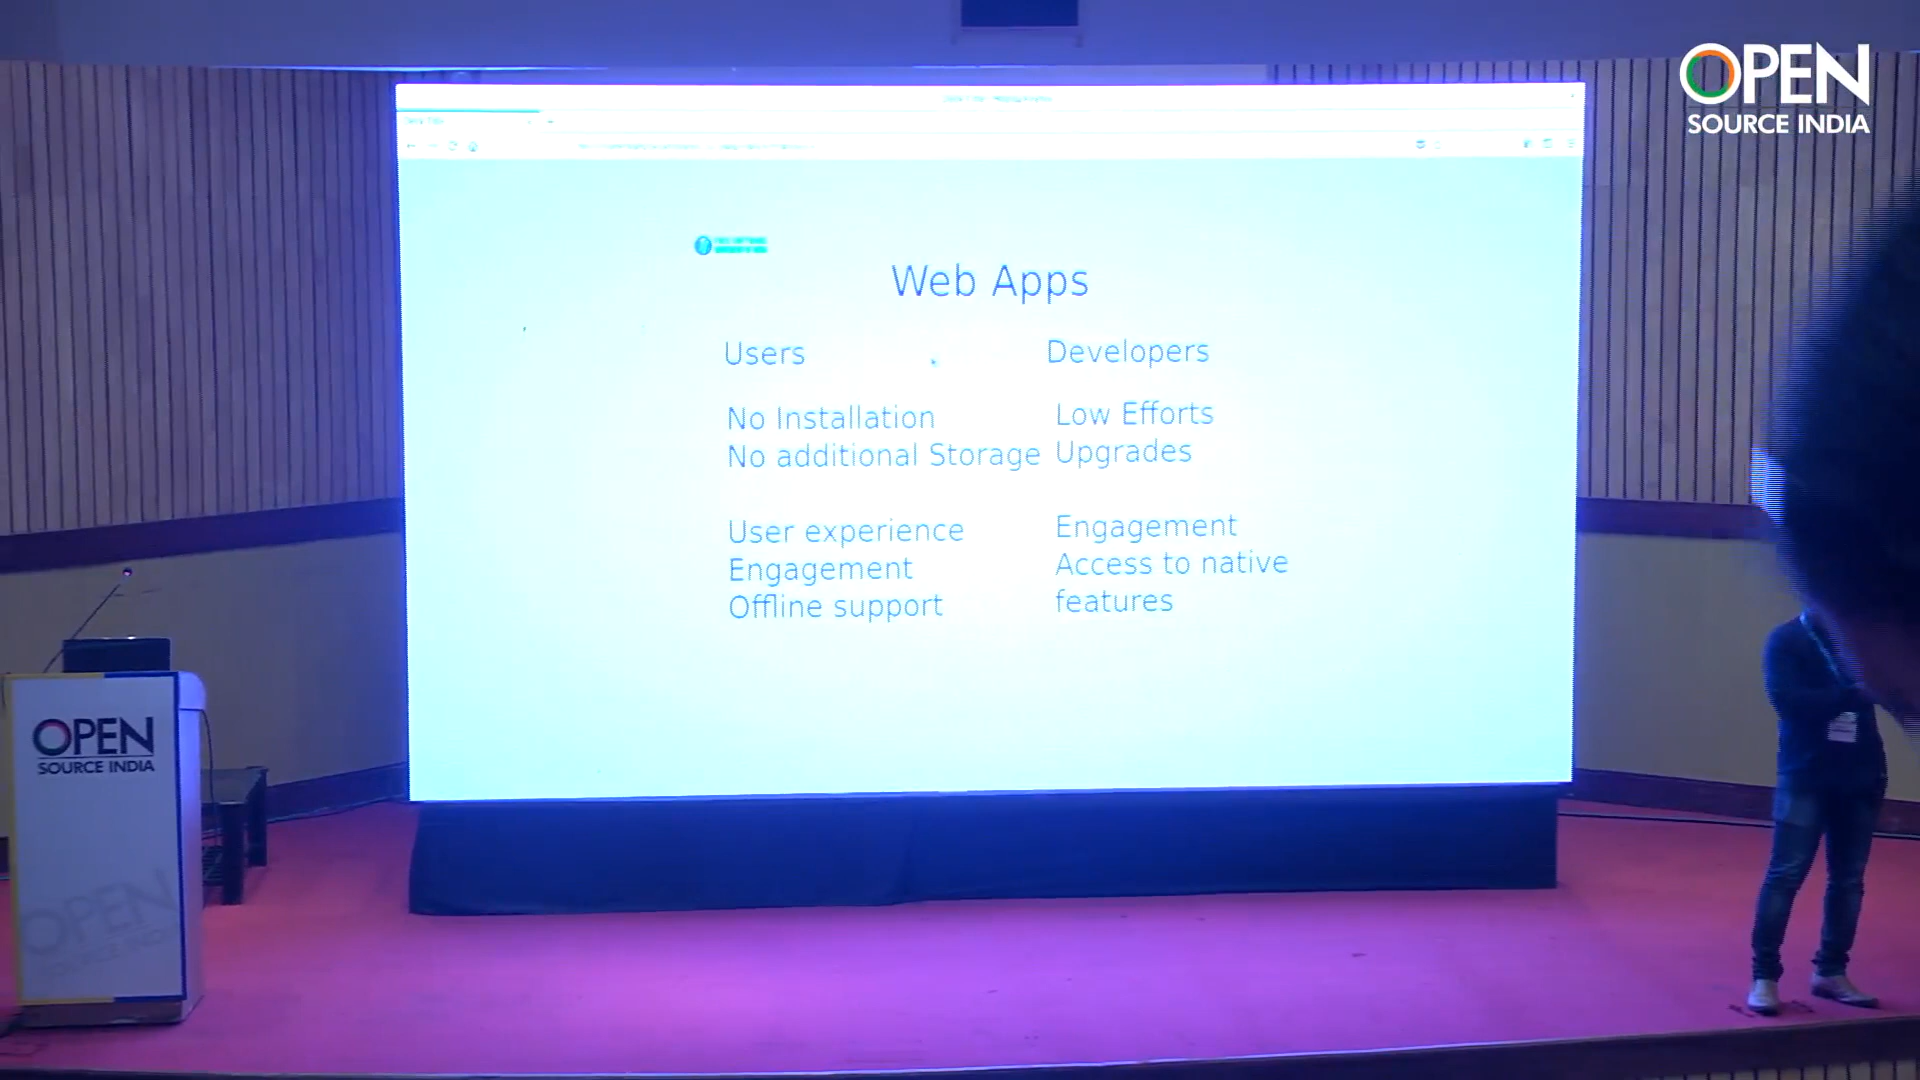 OPEN
SOURCE INDIA
Web Apps
Users
Developers
No Installation
No additional Storage
Low Efforts
Upgrades
User experience
Engagement
Offline support
Engagement
Access to native
features
OPEN
SOURCE INDIA
OPEN